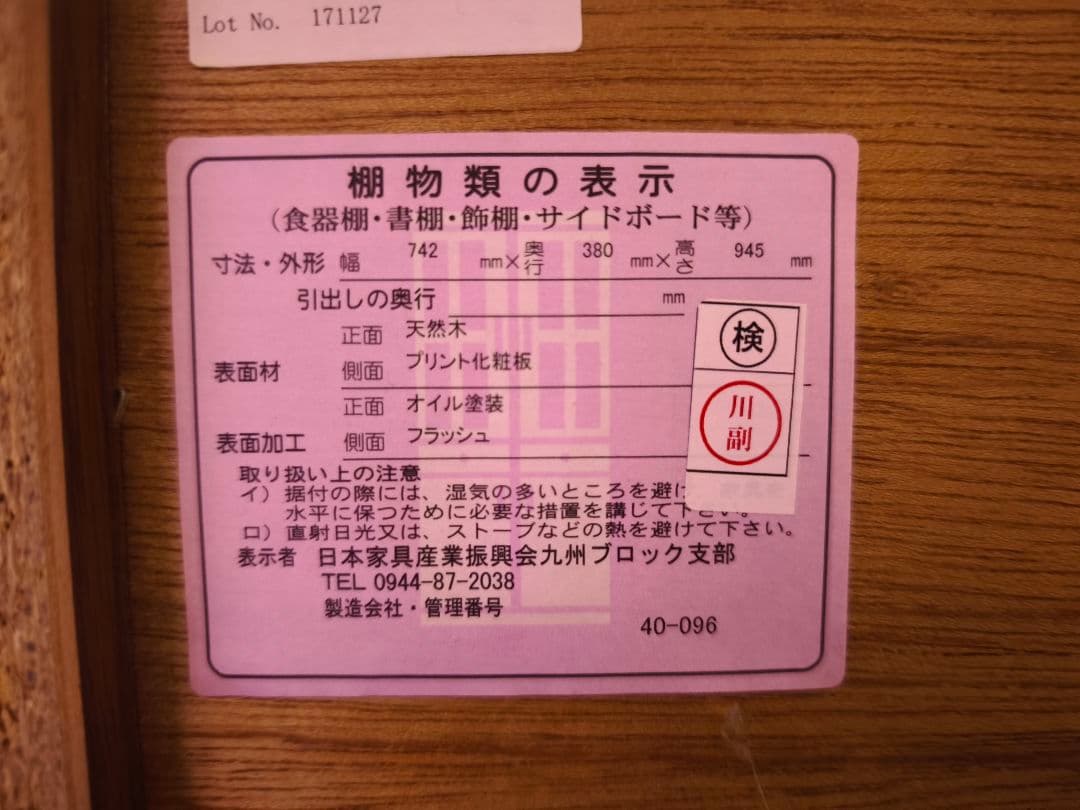 Lot No. 171127
棚物類の表示
（食器棚・書棚・飾棚・サイドボード等）
寸法・外形 幅 742 mm×奥行 380 mm×高さ 945 mm
引出しの奥行 mm
表面材 正面 天然木
側面 プリント化粧板
表面加工 正面 オイル塗装
側面 フラッシュ
検
川副
取り扱い上の注意
イ）据付の際には、湿気の多いところを避け
水平に保つために必要な措置を講じて下さい。
ロ）直射日光又は、ストーブなどの熱を避けて下さい。
表示者 日本家具産業振興会九州ブロック支部
TEL 0944-87-2038
製造会社・管理番号
40-096